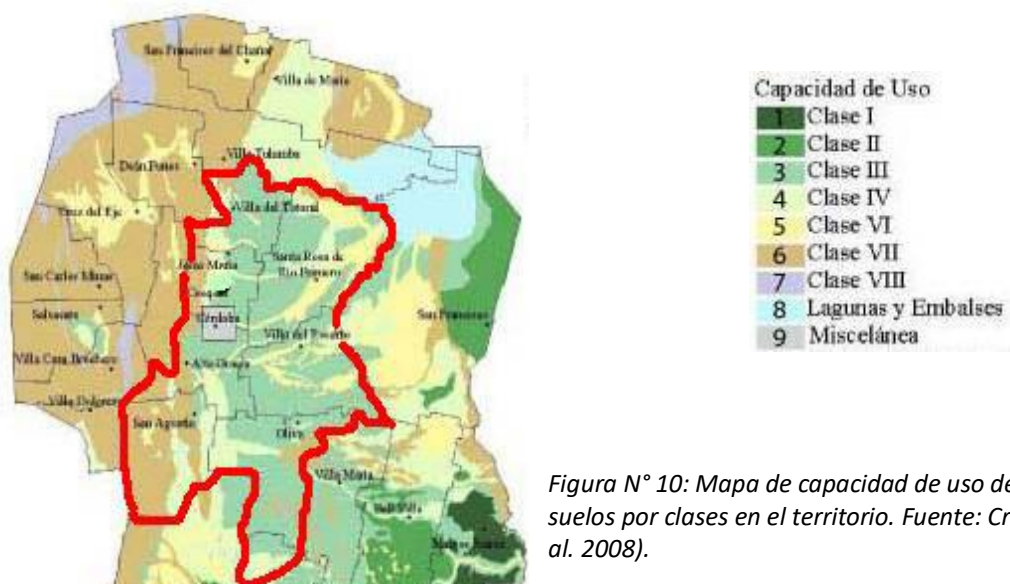 San Francisco del Chañar
Villa de María
Villa Tulumba
Deán Funes
Cruz del Eje
Villa del Totoral
Jesús María
Santa Rosa de
Río Primero
San Carlos Minas
Salsacate
Córdoba
San Francisco
Villa del Rosario
Villa Cura Brochero
Alta Gracia
Villa Dolores
San Agustín
Oliva
Villa María
Bell Ville
Marcos Juárez
Capacidad de Uso
1 Clase I
2 Clase II
3 Clase III
4 Clase IV
5 Clase VI
6 Clase VII
7 Clase VIII
8 Lagunas y Embalses
9 Miscelánea
Figura N° 10: Mapa de capacidad de uso de
suelos por clases en el territorio. Fuente: Cr
al. 2008).